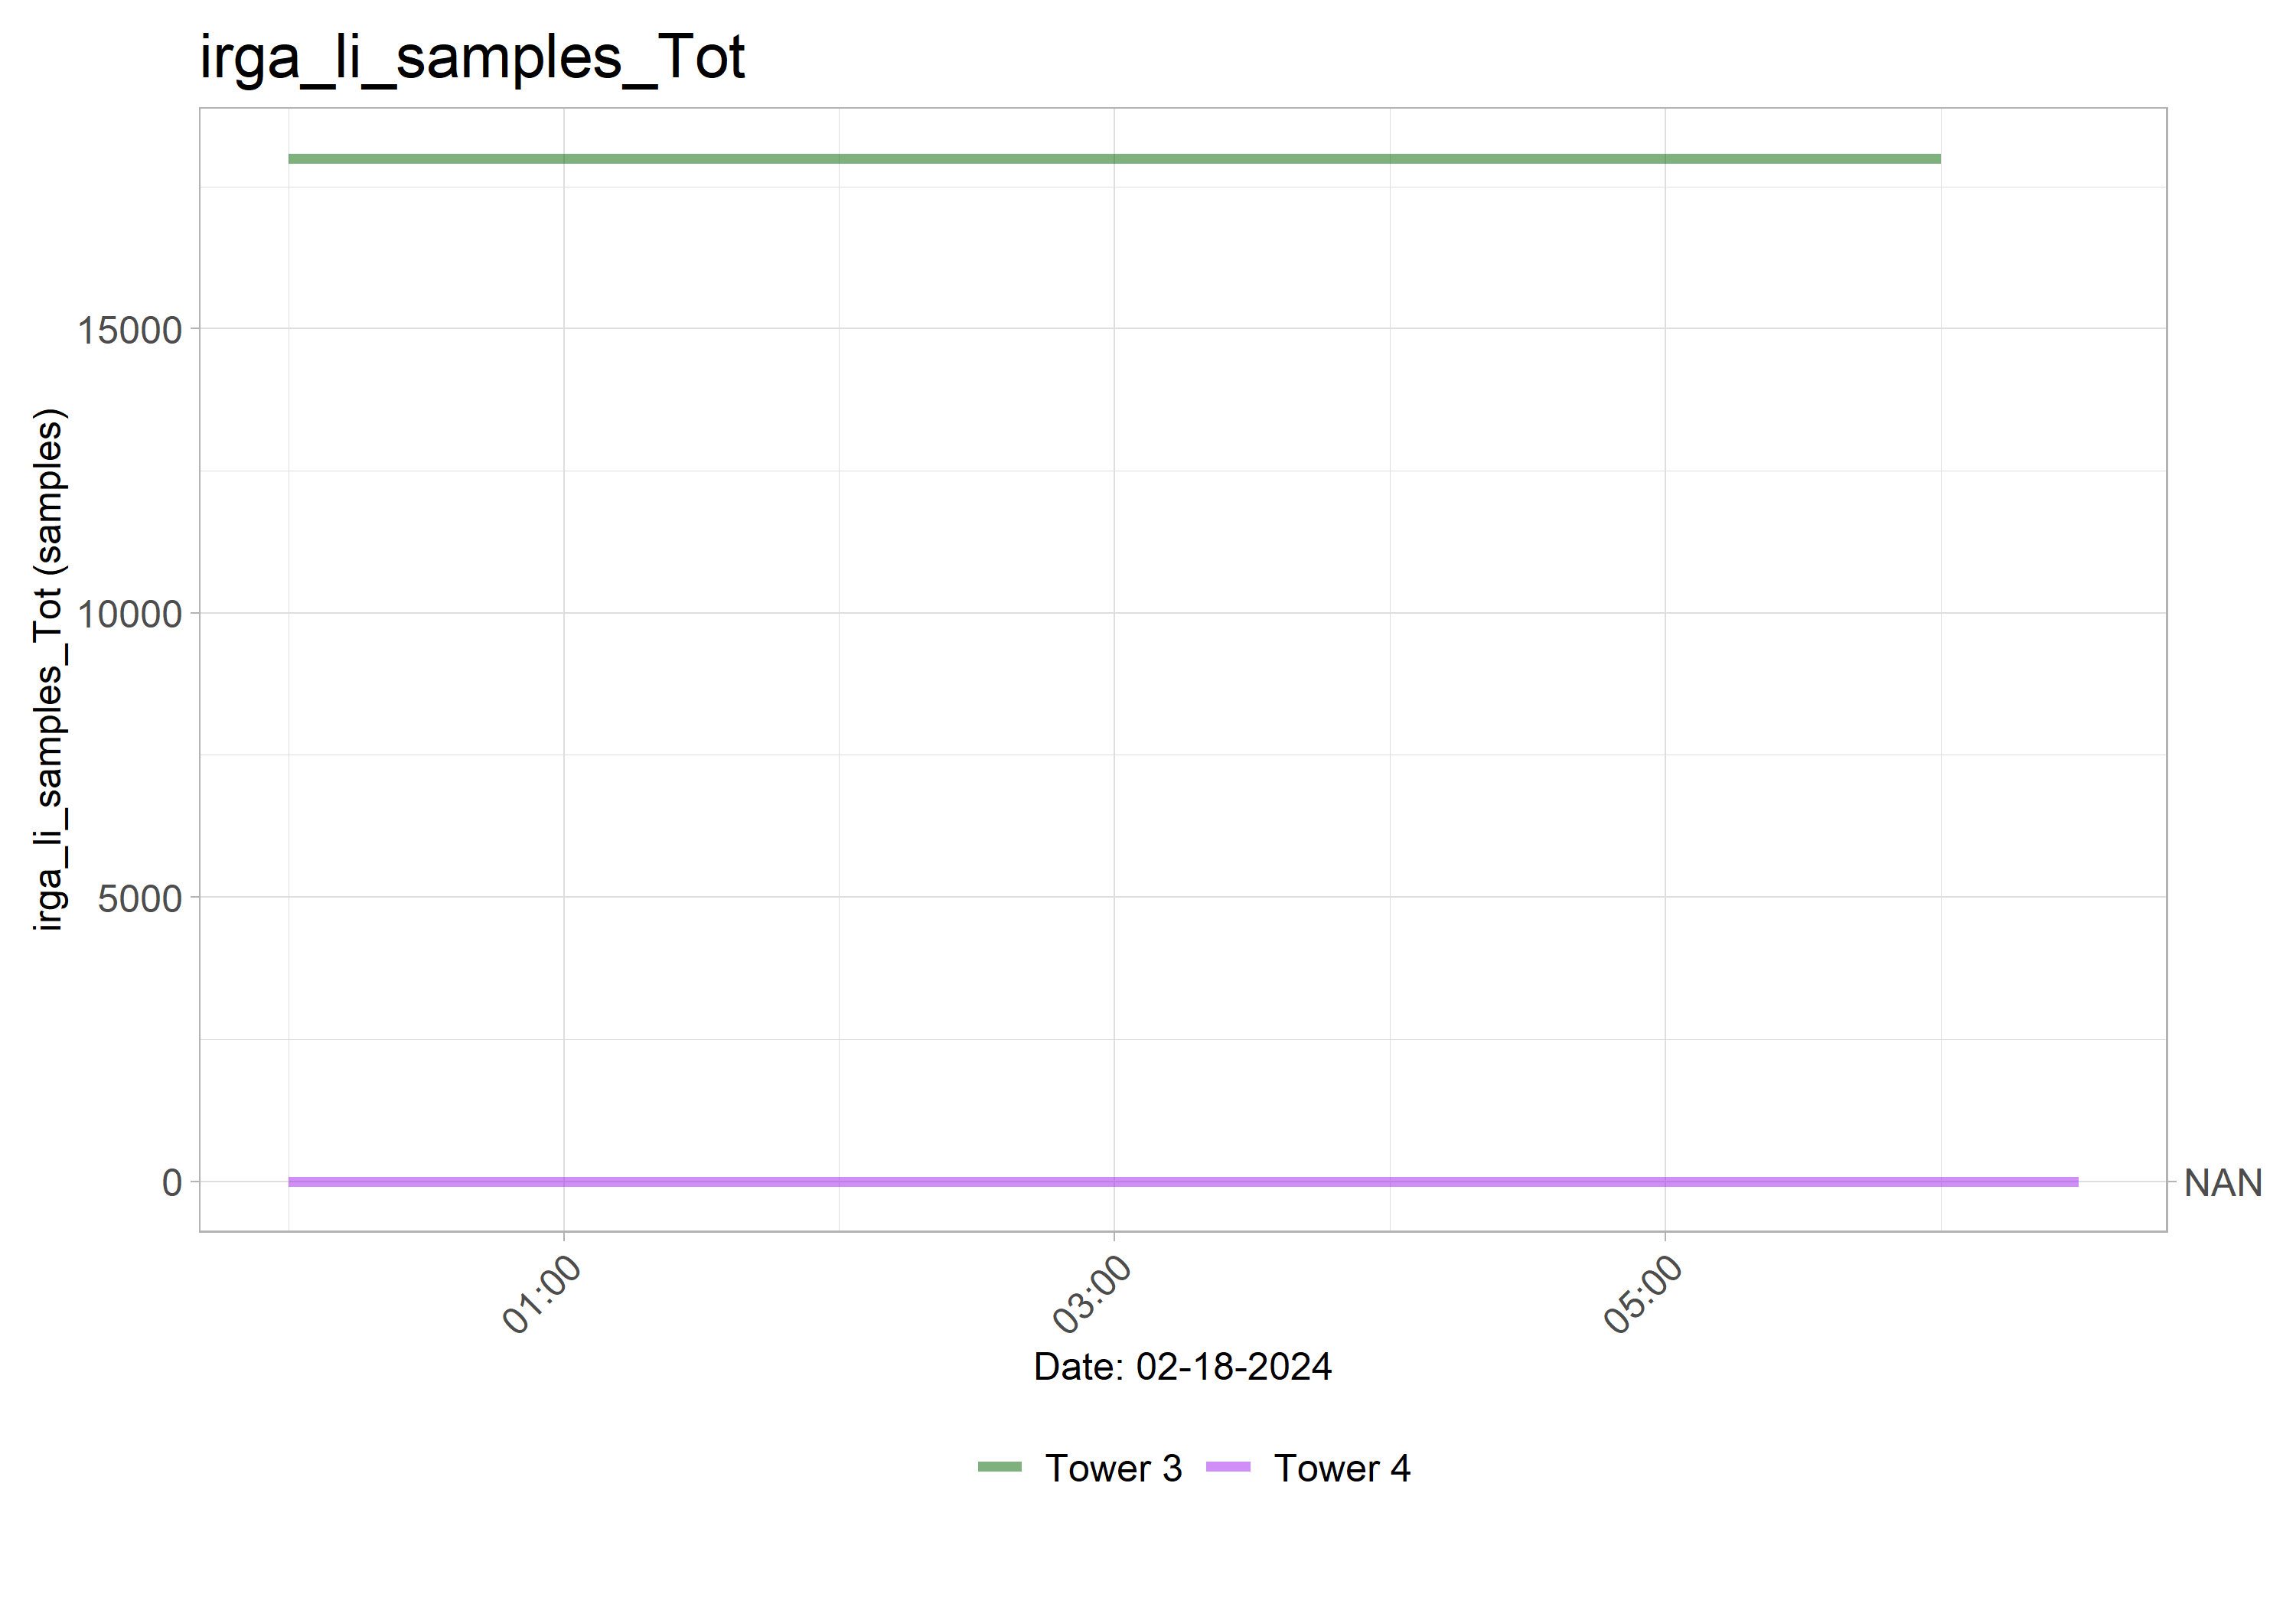 irga_li_samples_Tot
irga_li_samples_Tot (samples)
15000
10000
5000
0
NAN
01:00
03:00
05:00
Date: 02-18-2024
Tower 3
Tower 4